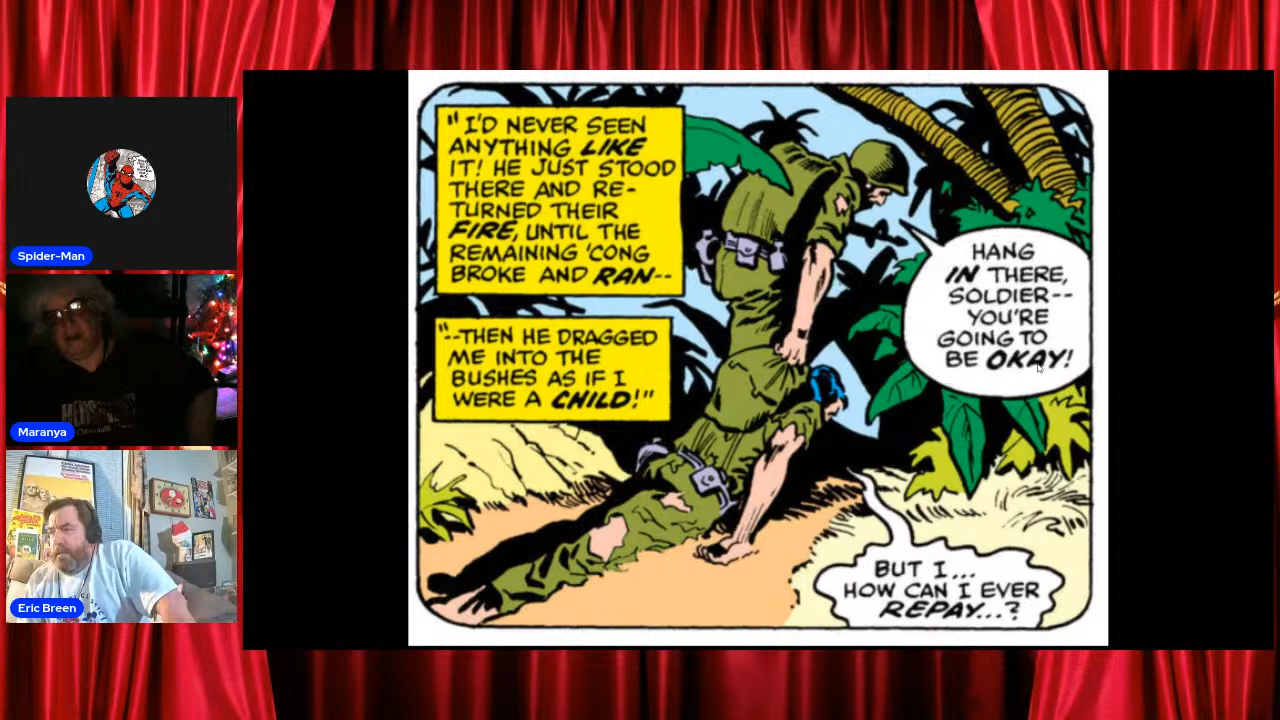 "I'D NEVER SEEN
ANYTHING LIKE
IT! HE JUST STOOD
THERE AND RE-
TURNED THEIR
FIRE, UNTIL THE
REMAINING 'CONG
BROKE AND RAN--
"--THEN HE DRAGGED
ME INTO THE
BUSHES AS IF I
WERE A CHILD!"
HANG
IN THERE,
SOLDIER--
YOU'RE
GOING TO
BE OKAY!
BUT I...
HOW CAN I EVER
REPAY...?
Spider-Man
Maranya
Eric Breen